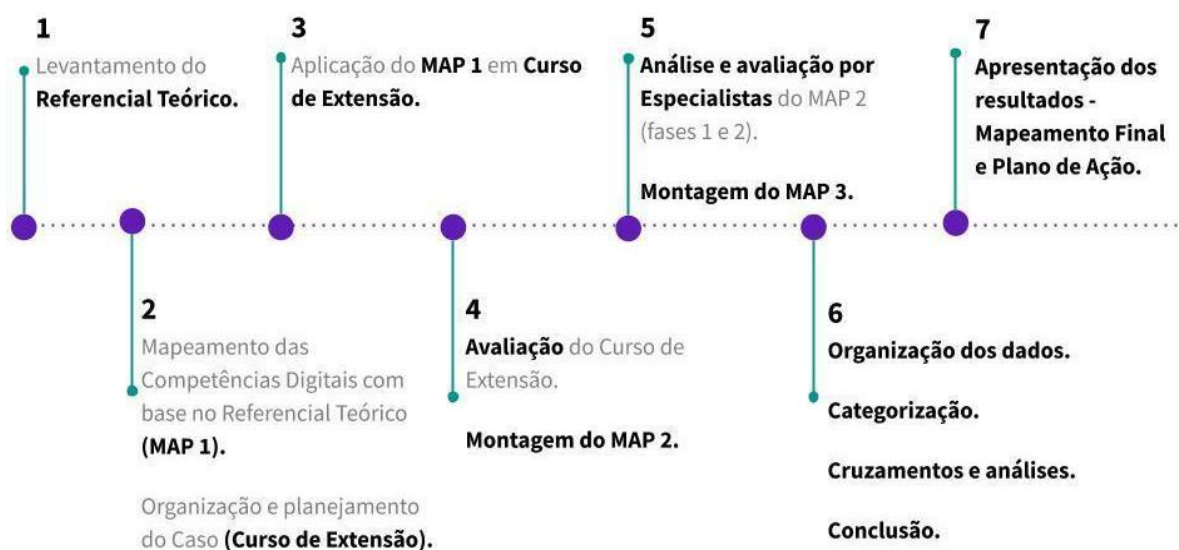 1
Levantamento do
Referencial Teórico.
2
Mapeamento das
Competências Digitais com
base no Referencial Teórico
(MAP 1).
Organização e planejamento
do Caso (Curso de Extensão).
3
Aplicação do MAP 1 em Curso
de Extensão.
4
Avaliação do Curso de
Extensão.
Montagem do MAP 2.
5
Análise e avaliação por
Especialistas do MAP 2
(fases 1 e 2).
Montagem do MAP 3.
6
Organização dos dados.
Categorização.
Cruzamentos e análises.
Conclusão.
7
Apresentação dos
resultados -
Mapeamento Final
e Plano de Ação.